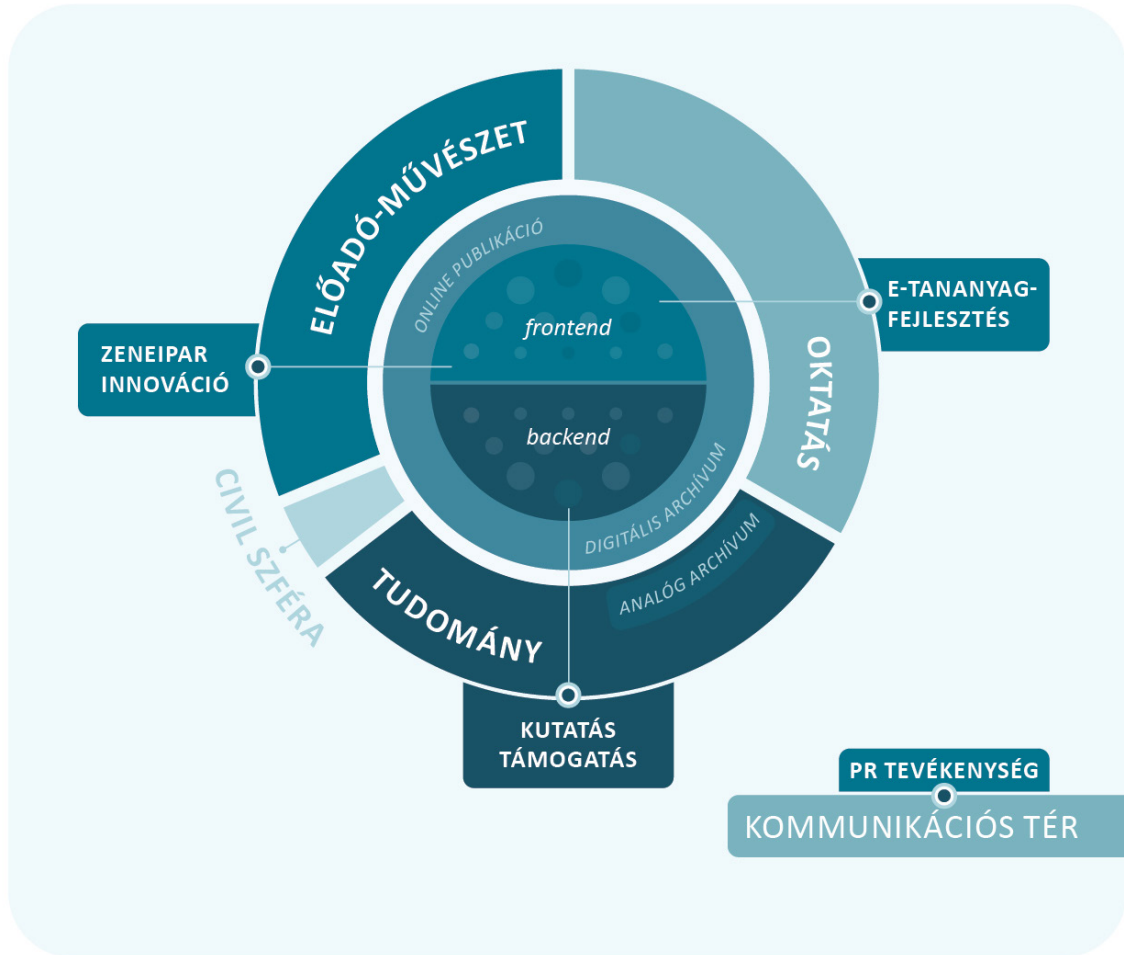 ELŐADÓ-MŰVÉSZET
ONLINE PUBLIKÁCIÓ
frontend
E-TANANYAG-
FEJLESZTÉS
ZENEIPAR
INNOVÁCIÓ
OKTATÁS
backend
DIGITÁLIS ARCHÍVUM
CIVIL SZFÉRA
ANALÓG ARCHÍVUM
TUDOMÁNY
KUTATÁS
TÁMOGATÁS
PR TEVÉKENYSÉG
KOMMUNIKÁCIÓS TÉR